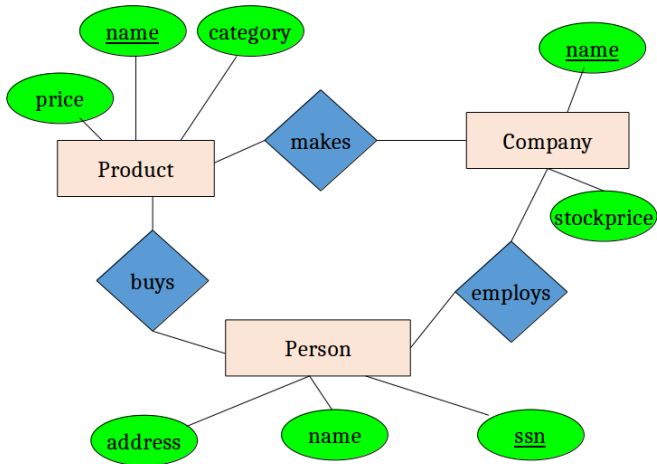 name
category
name
price
makes
Company
Product
stockprice
buys
employs
Person
address
name
ssn